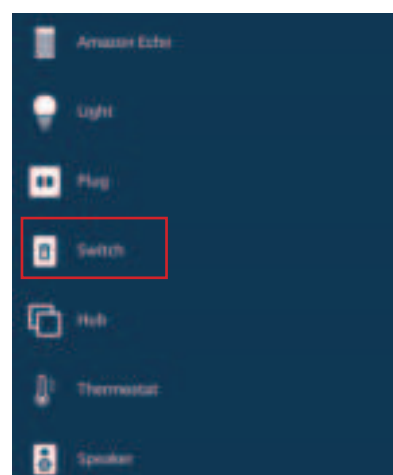 Amazon Echo
Light
Plug
Switch
Hub
Thermostat
Speaker